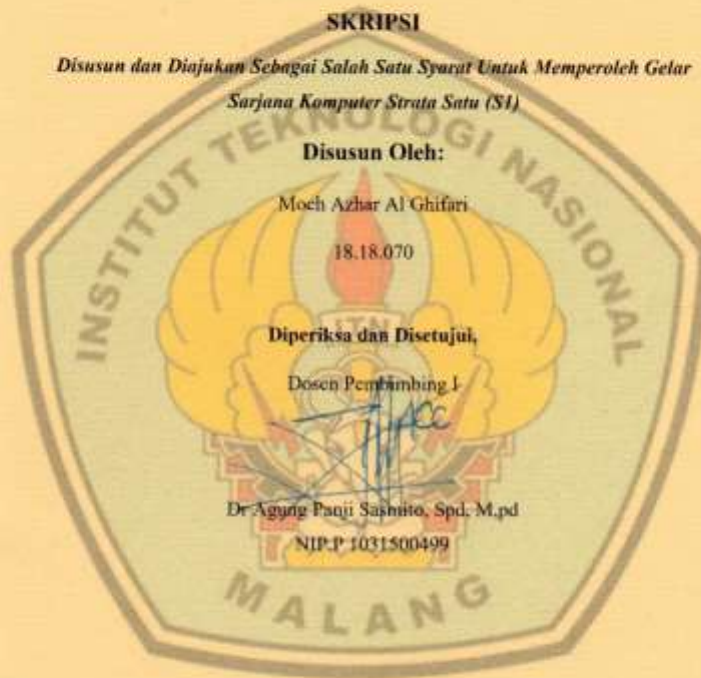 SKRIPSI
Disusun dan Diajukan Sebagai Salah Satu Syarat Untuk Memperoleh Gelar
Sarjana Komputer Strata Satu (S1)
INSTITUT TEKNOLOGI NASIONAL
Disusun Oleh:
Moch Azhar Al Ghifari
18.18.070
ITN
Diperiksa dan Disetujui,
Dosen Pembimbing I
ACC
Dr Agung Panji Sasmito, Spd, M.pd
NIP.P 1031500499
MALANG